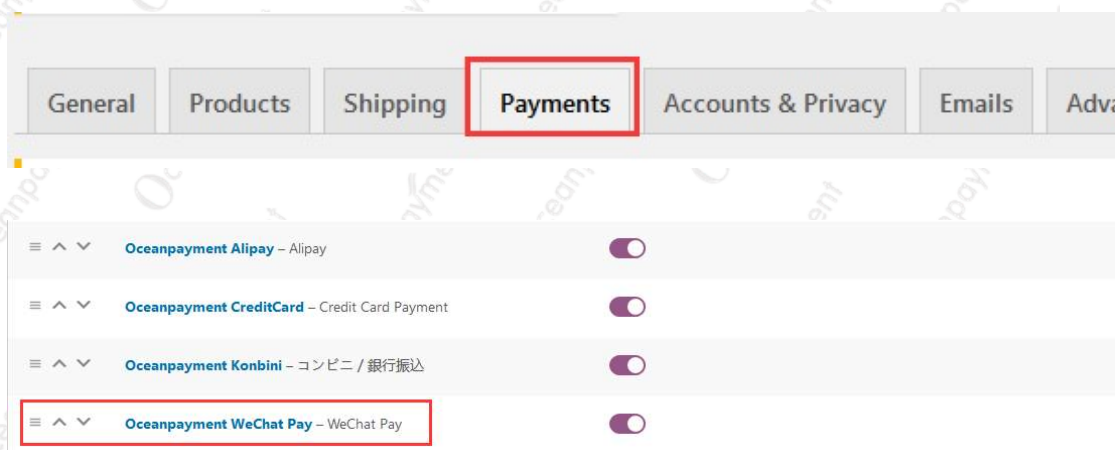 General Products Shipping Payments Accounts & Privacy Emails Adva
Oceanpayment Alipay – Alipay
Oceanpayment CreditCard – Credit Card Payment
Oceanpayment Konbini – コンビニ / 銀行振込
Oceanpayment WeChat Pay – WeChat Pay